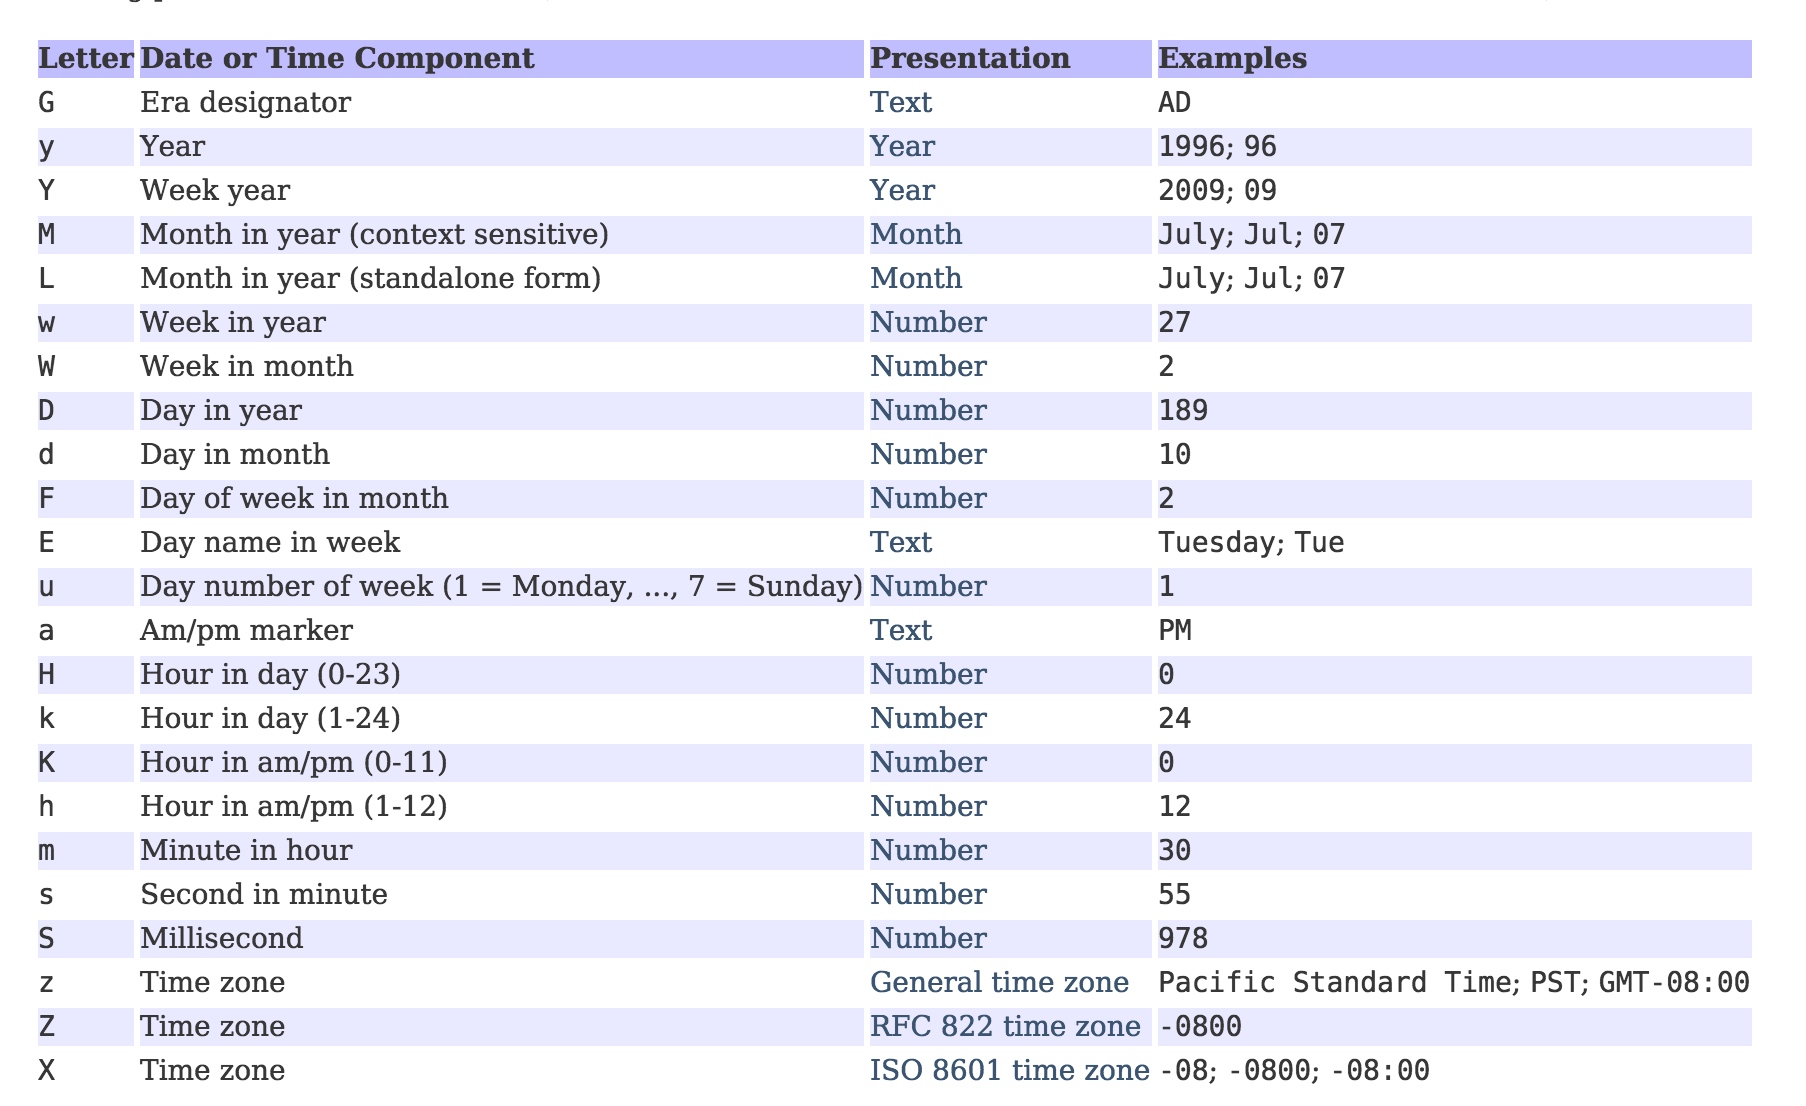 Letter Date or Time Component Presentation Examples
G Era designator Text AD
y Year Year 1996; 96
Y Week year Year 2009; 09
M Month in year (context sensitive) Month July; Jul; 07
L Month in year (standalone form) Month July; Jul; 07
w Week in year Number 27
W Week in month Number 2
D Day in year Number 189
d Day in month Number 10
F Day of week in month Number 2
E Day name in week Text Tuesday; Tue
u Day number of week (1 = Monday, ..., 7 = Sunday) Number 1
a Am/pm marker Text PM
H Hour in day (0-23) Number 0
k Hour in day (1-24) Number 24
K Hour in am/pm (0-11) Number 0
h Hour in am/pm (1-12) Number 12
m Minute in hour Number 30
s Second in minute Number 55
S Millisecond Number 978
z Time zone General time zone Pacific Standard Time; PST; GMT-08:00
Z Time zone RFC 822 time zone -0800
X Time zone ISO 8601 time zone -08; -0800; -08:00